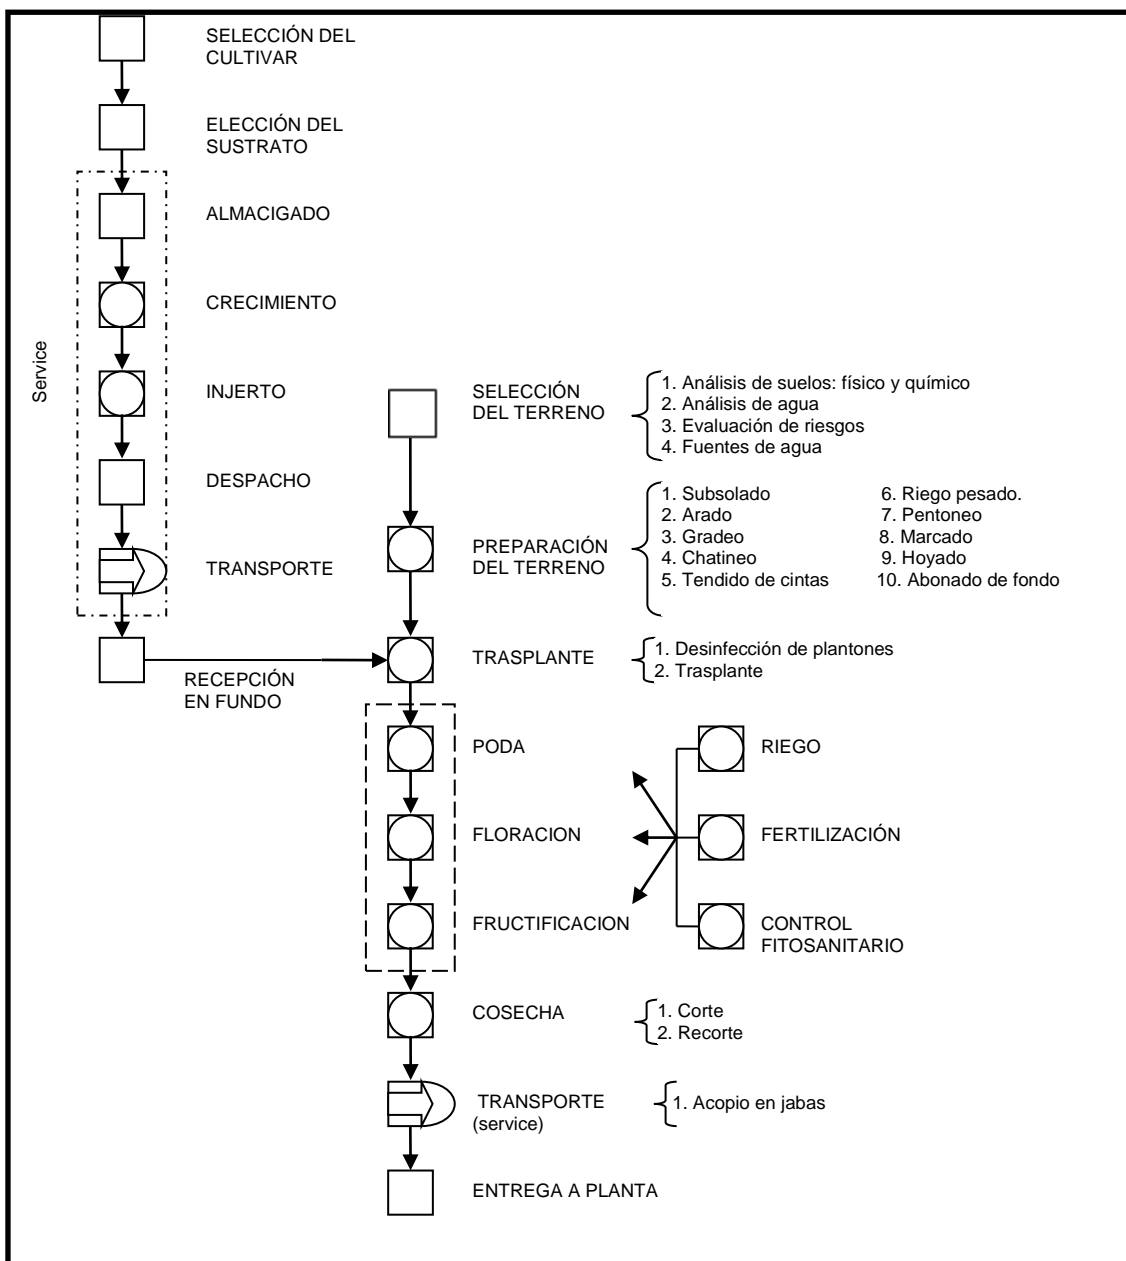 SELECCIÓN DEL
CULTIVAR
ELECCIÓN DEL
SUSTRATO
ALMACIGADO
CRECIMIENTO
Service
INJERTO
DESPACHO
TRANSPORTE
RECEPCIÓN
EN FUNDO
SELECCIÓN
DEL TERRENO
1. Análisis de suelos: físico y químico
2. Análisis de agua
3. Evaluación de riesgos
4. Fuentes de agua
PREPARACIÓN
DEL TERRENO
1. Subsolado
2. Arado
3. Gradeo
4. Chatineo
5. Tendido de cintas
6. Riego pesado.
7. Pentoneo
8. Marcado
9. Hoyado
10. Abonado de fondo
TRASPLANTE
1. Desinfección de plantones
2. Trasplante
PODA
FLORACION
FRUCTIFICACION
RIEGO
FERTILIZACIÓN
CONTROL
FITOSANITARIO
COSECHA
1. Corte
2. Recorte
TRANSPORTE
(service)
1. Acopio en jabas
ENTREGA A PLANTA